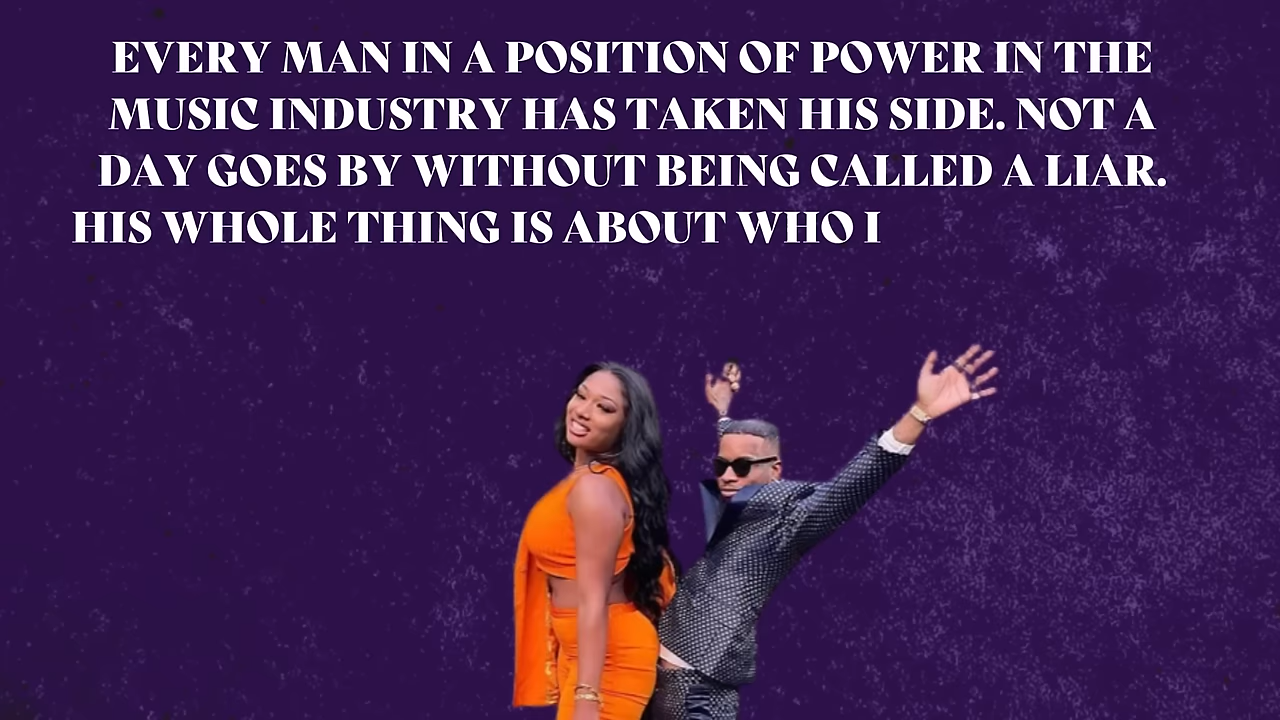 EVERY MAN IN A POSITION OF POWER IN THE
MUSIC INDUSTRY HAS TAKEN HIS SIDE. NOT A
DAY GOES BY WITHOUT BEING CALLED A LIAR.
HIS WHOLE THING IS ABOUT WHO I